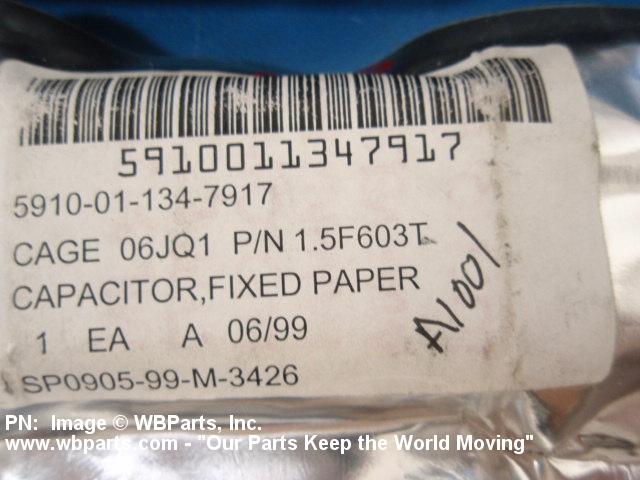 5910011347917
5910-01-134-7917
CAGE 06JQ1 P/N 1.5F603T
CAPACITOR,FIXED PAPER
1 EA A 06/99
A1001
SP0905-99-M-3426
PN: Image © WBParts, Inc.
www.wbparts.com - "Our Parts Keep the World Moving"